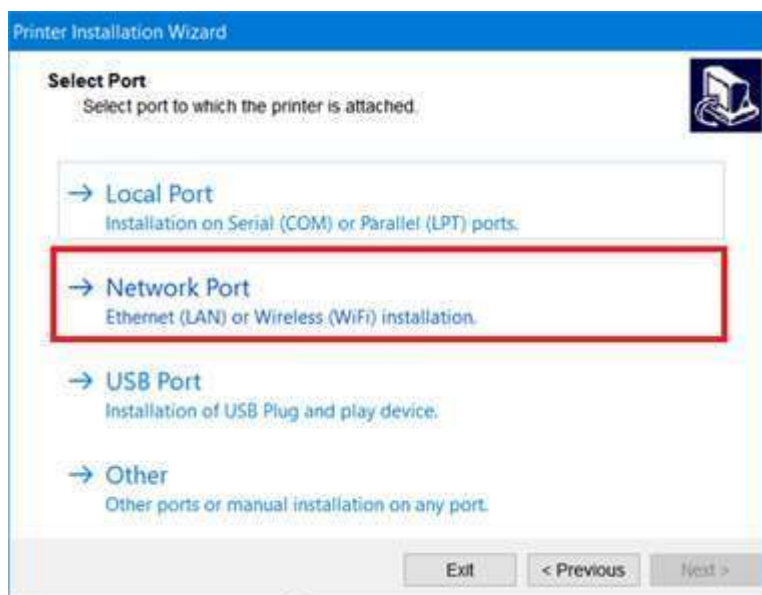 Printer Installation Wizard
Select Port
Select port to which the printer is attached.
→ Local Port
Installation on Serial (COM) or Parallel (LPT) ports.
→ Network Port
Ethernet (LAN) or Wireless (WiFi) installation.
→ USB Port
Installation of USB Plug and play device.
→ Other
Other ports or manual installation on any port.
Exit
< Previous
Next >